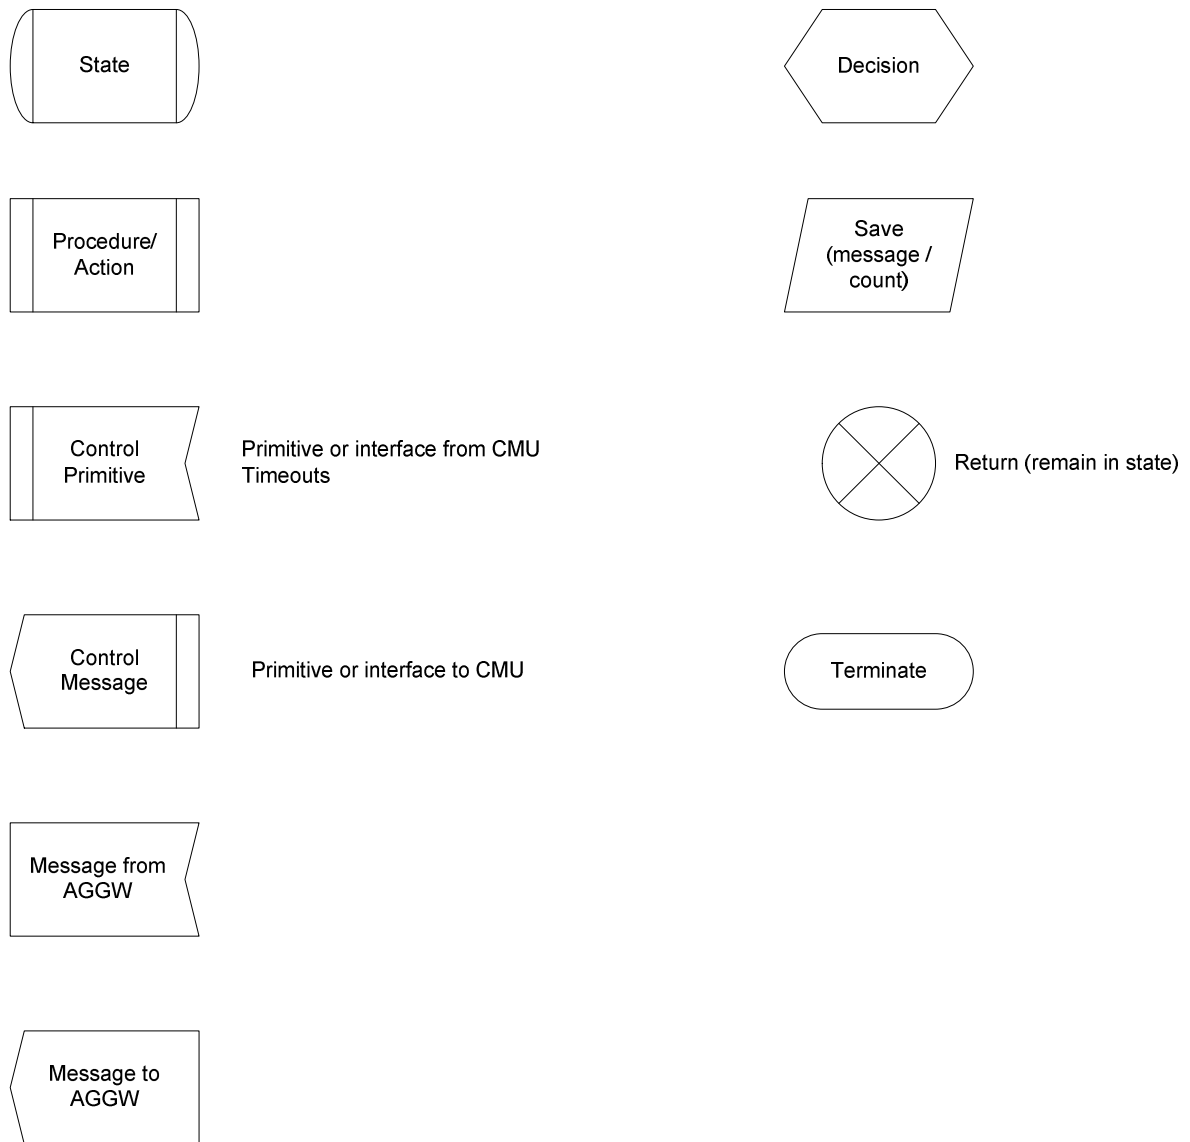 State
Decision
Procedure/
Action
Save
(message /
count)
Control
Primitive
Primitive or interface from CMU
Timeouts
Return (remain in state)
Control
Message
Primitive or interface to CMU
Terminate
Message from
AGGW
Message to
AGGW